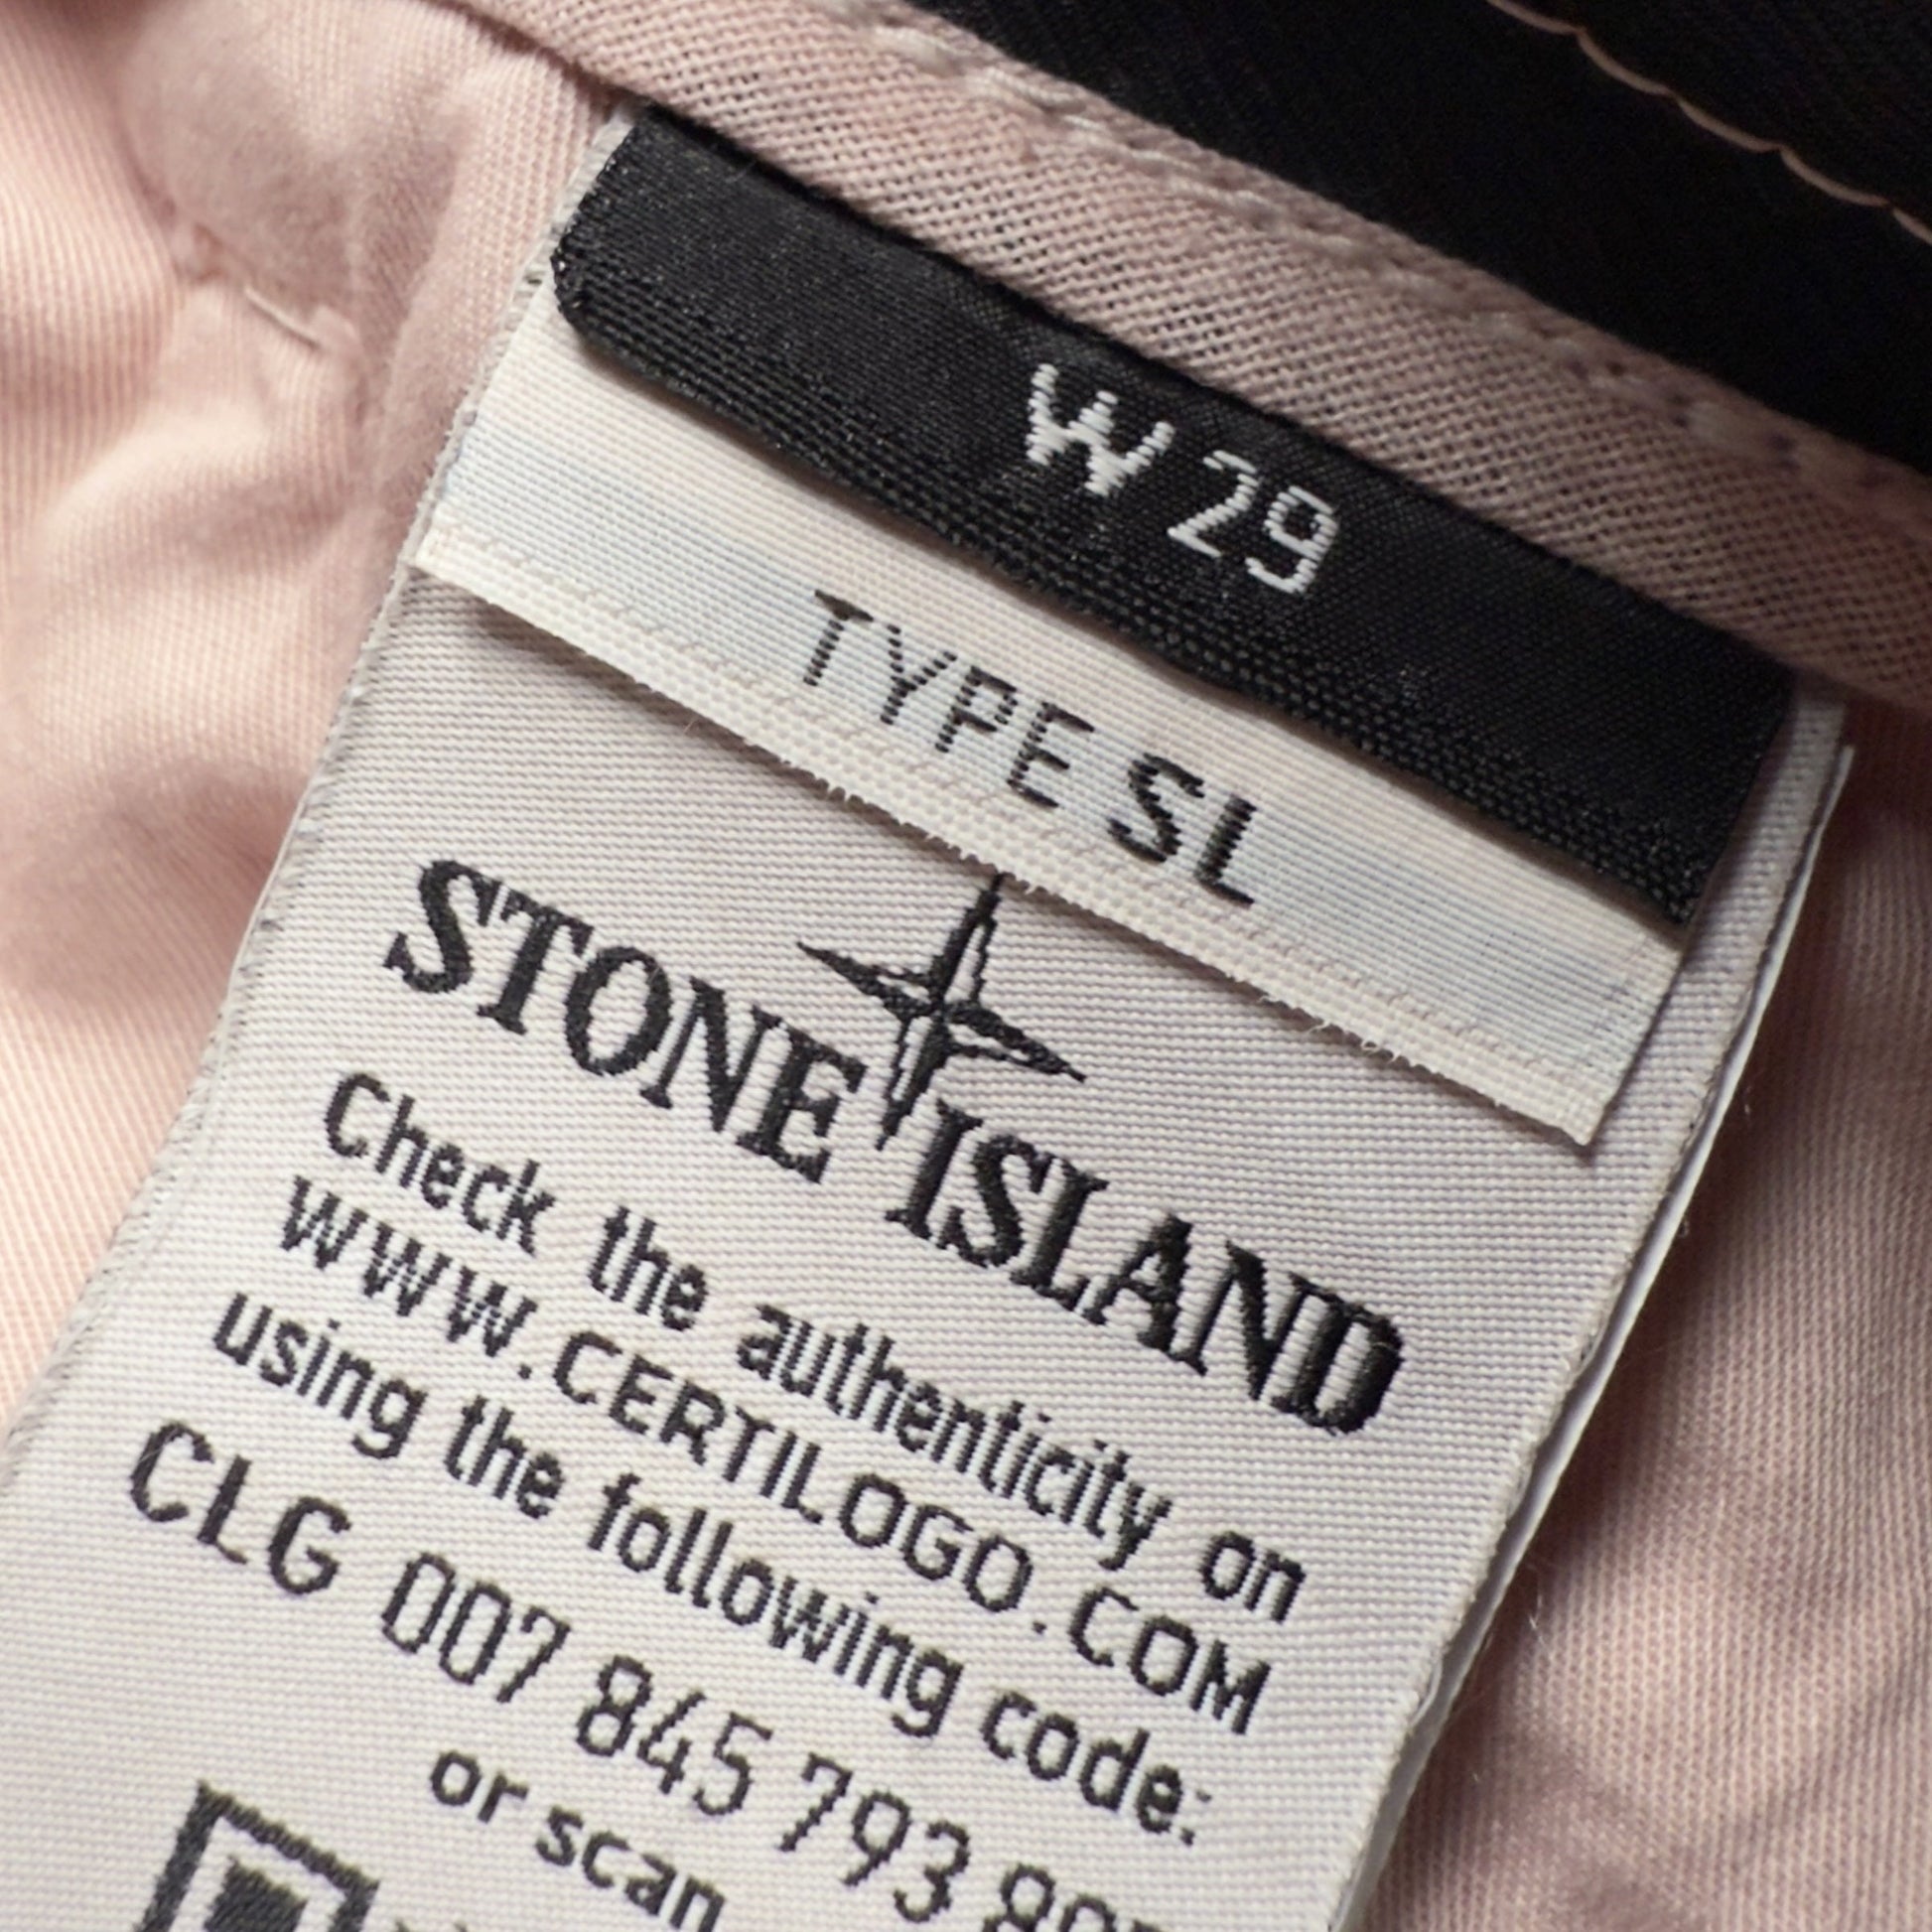 W 29
TYPE SL
STONE ISLAND
Check the authenticity on
WWW.CERTILOGO.COM
using the following code:
CLG 007 845 793
or scan